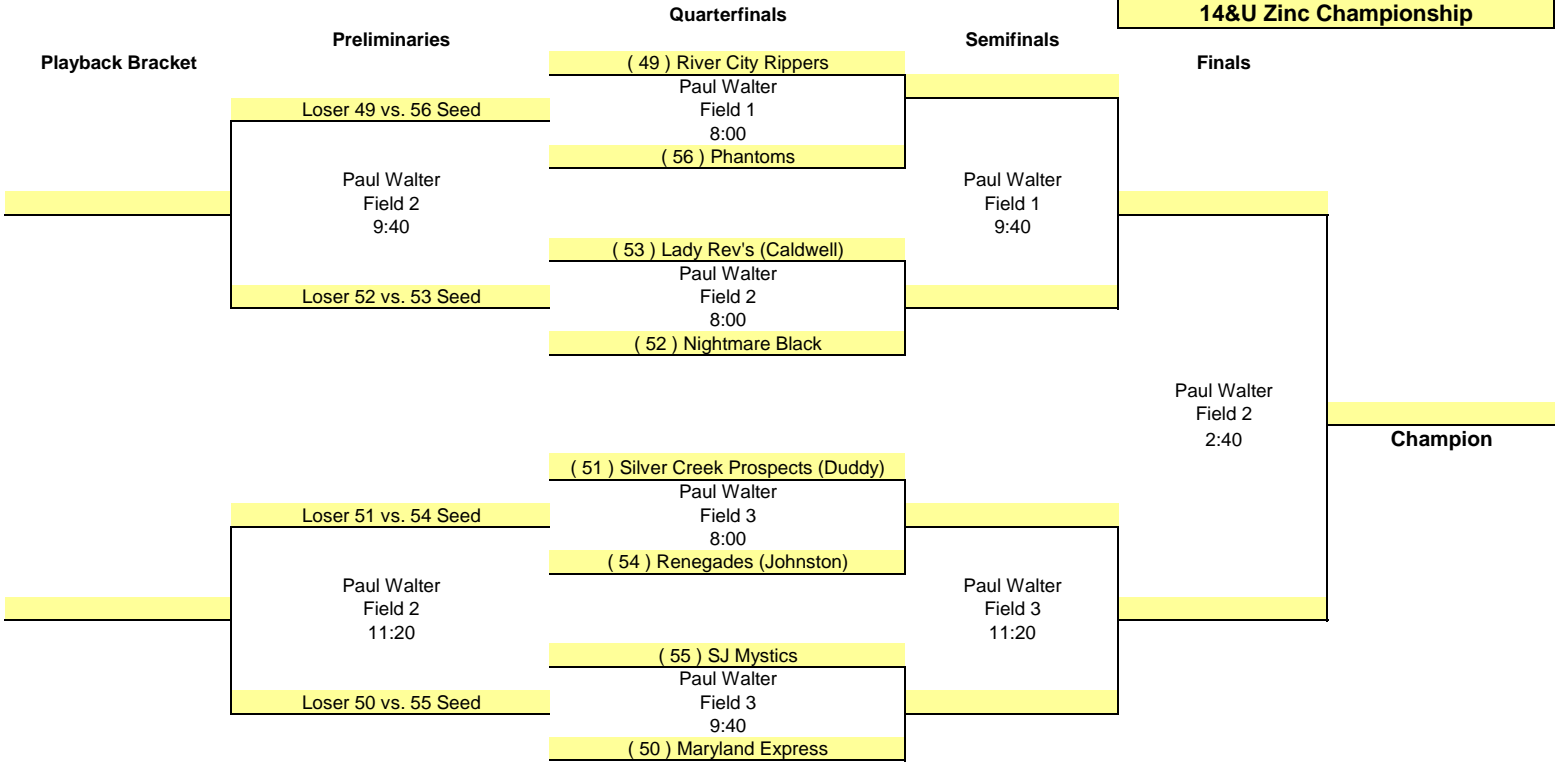 Quarterfinals
14&U Zinc Championship
Preliminaries
Semifinals
Playback Bracket
( 49 ) River City Rippers
Finals
Paul Walter
Loser 49 vs. 56 Seed
Field 1
8:00
( 56 ) Phantoms
Paul Walter
Field 2
9:40
Paul Walter
Field 1
9:40
( 53 ) Lady Rev's (Caldwell)
Paul Walter
Loser 52 vs. 53 Seed
Field 2
8:00
( 52 ) Nightmare Black
Paul Walter
Field 2
2:40
Champion
( 51 ) Silver Creek Prospects (Duddy)
Paul Walter
Loser 51 vs. 54 Seed
Field 3
8:00
( 54 ) Renegades (Johnston)
Paul Walter
Field 2
11:20
Paul Walter
Field 3
11:20
( 55 ) SJ Mystics
Paul Walter
Loser 50 vs. 55 Seed
Field 3
9:40
( 50 ) Maryland Express